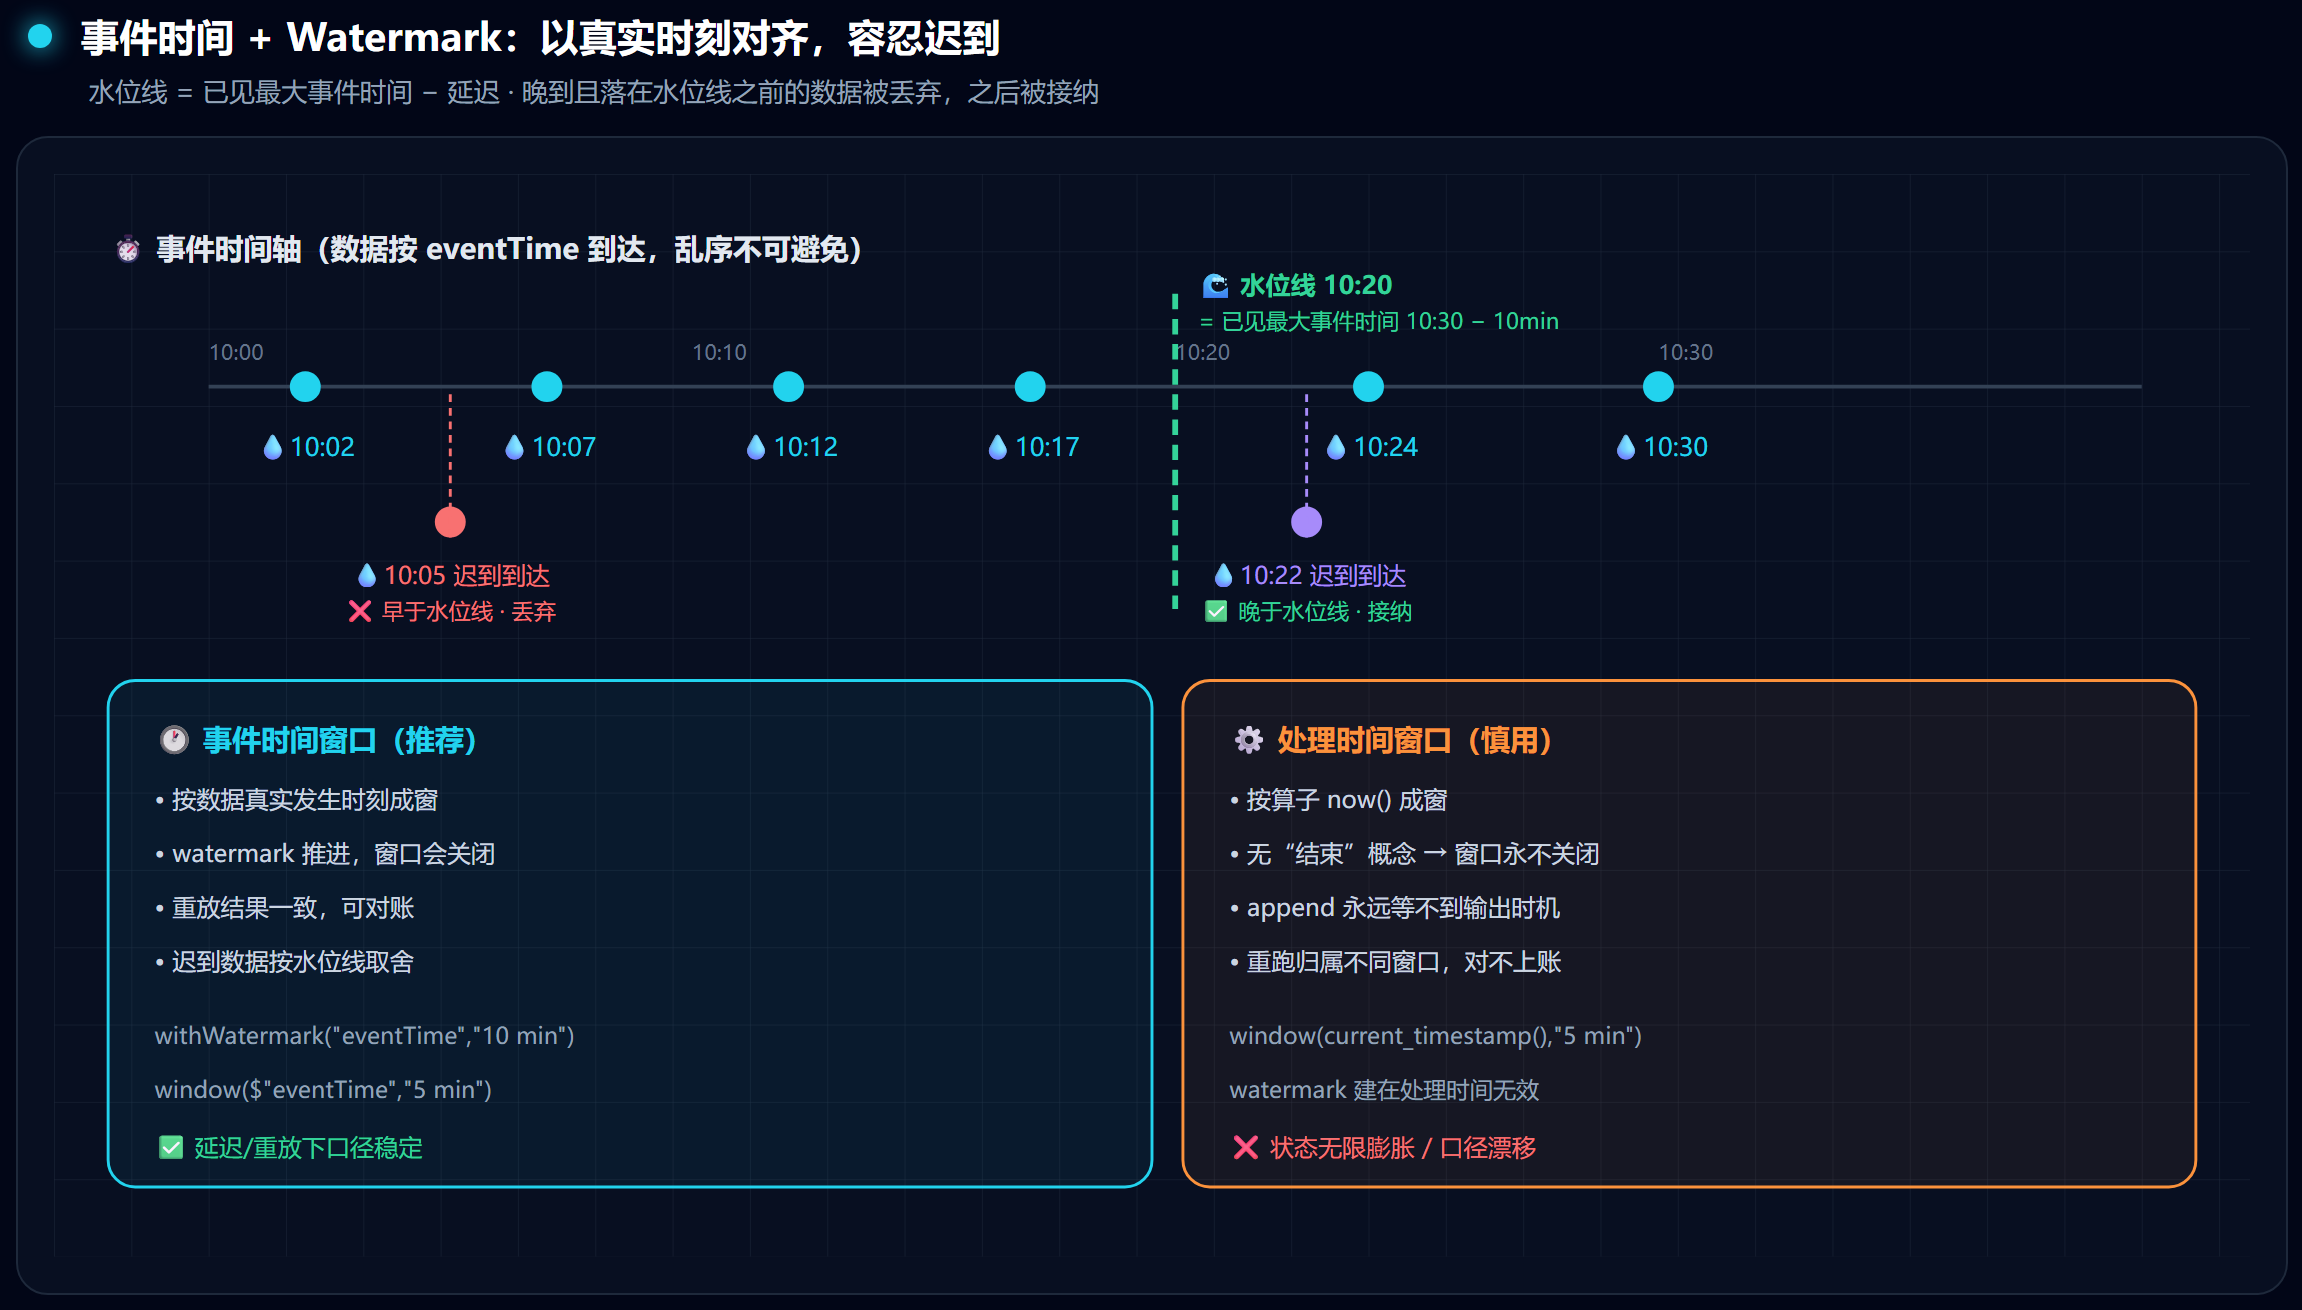 事件时间 + Watermark：以真实时刻对齐，容忍迟到
水位线 = 已见最大事件时间 − 延迟 · 晚到且落在水位线之前的数据被丢弃，之后被接纳
事件时间轴（数据按 eventTime 到达，乱序不可避免）
水位线 10:20
= 已见最大事件时间 10:30 − 10min
10:00 10:10 10:20 10:30
10:02 10:07 10:12 10:17 10:24 10:30
10:05 迟到到达
早于水位线 · 丢弃
10:22 迟到到达
晚于水位线 · 接纳
事件时间窗口（推荐）
• 按数据真实发生时刻成窗
• watermark 推进，窗口会关闭
• 重放结果一致，可对账
• 迟到数据按水位线取舍
withWatermark("eventTime","10 min")
window($"eventTime","5 min")
延迟/重放下口径稳定
处理时间窗口（慎用）
• 按算子 now() 成窗
• 无“结束”概念 → 窗口永不关闭
• append 永远等不到输出时机
• 重跑归属不同窗口，对不上账
window(current_timestamp(),"5 min")
watermark 建在处理时间无效
状态无限膨胀 / 口径漂移